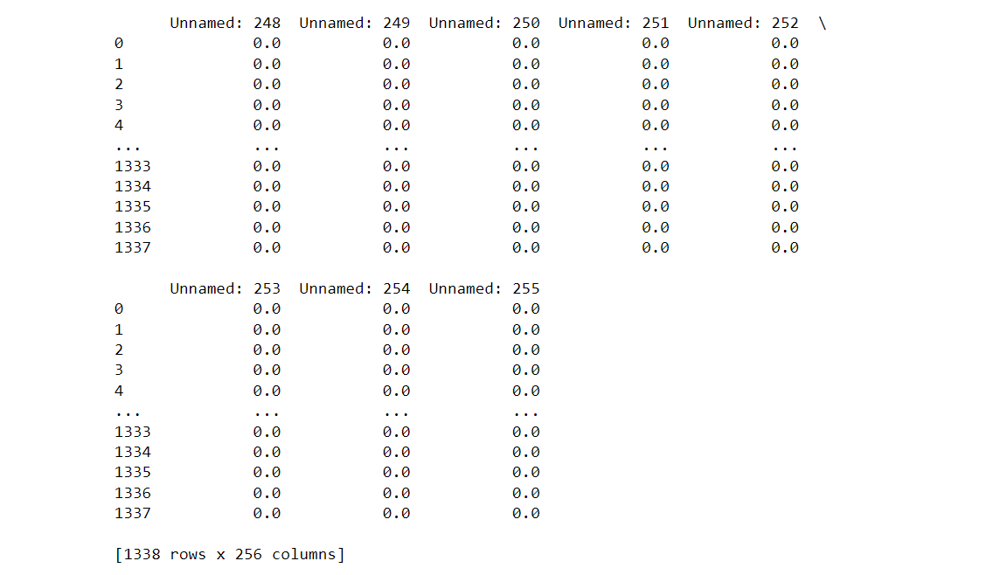 Unnamed: 248 Unnamed: 249 Unnamed: 250 Unnamed: 251 Unnamed: 252 \
0 0.0 0.0 0.0 0.0 0.0
1 0.0 0.0 0.0 0.0 0.0
2 0.0 0.0 0.0 0.0 0.0
3 0.0 0.0 0.0 0.0 0.0
4 0.0 0.0 0.0 0.0 0.0
... ... ... ... ... ...
1333 0.0 0.0 0.0 0.0 0.0
1334 0.0 0.0 0.0 0.0 0.0
1335 0.0 0.0 0.0 0.0 0.0
1336 0.0 0.0 0.0 0.0 0.0
1337 0.0 0.0 0.0 0.0 0.0
Unnamed: 253 Unnamed: 254 Unnamed: 255
0 0.0 0.0 0.0
1 0.0 0.0 0.0
2 0.0 0.0 0.0
3 0.0 0.0 0.0
4 0.0 0.0 0.0
... ... ... ...
1333 0.0 0.0 0.0
1334 0.0 0.0 0.0
1335 0.0 0.0 0.0
1336 0.0 0.0 0.0
1337 0.0 0.0 0.0
[1338 rows x 256 columns]